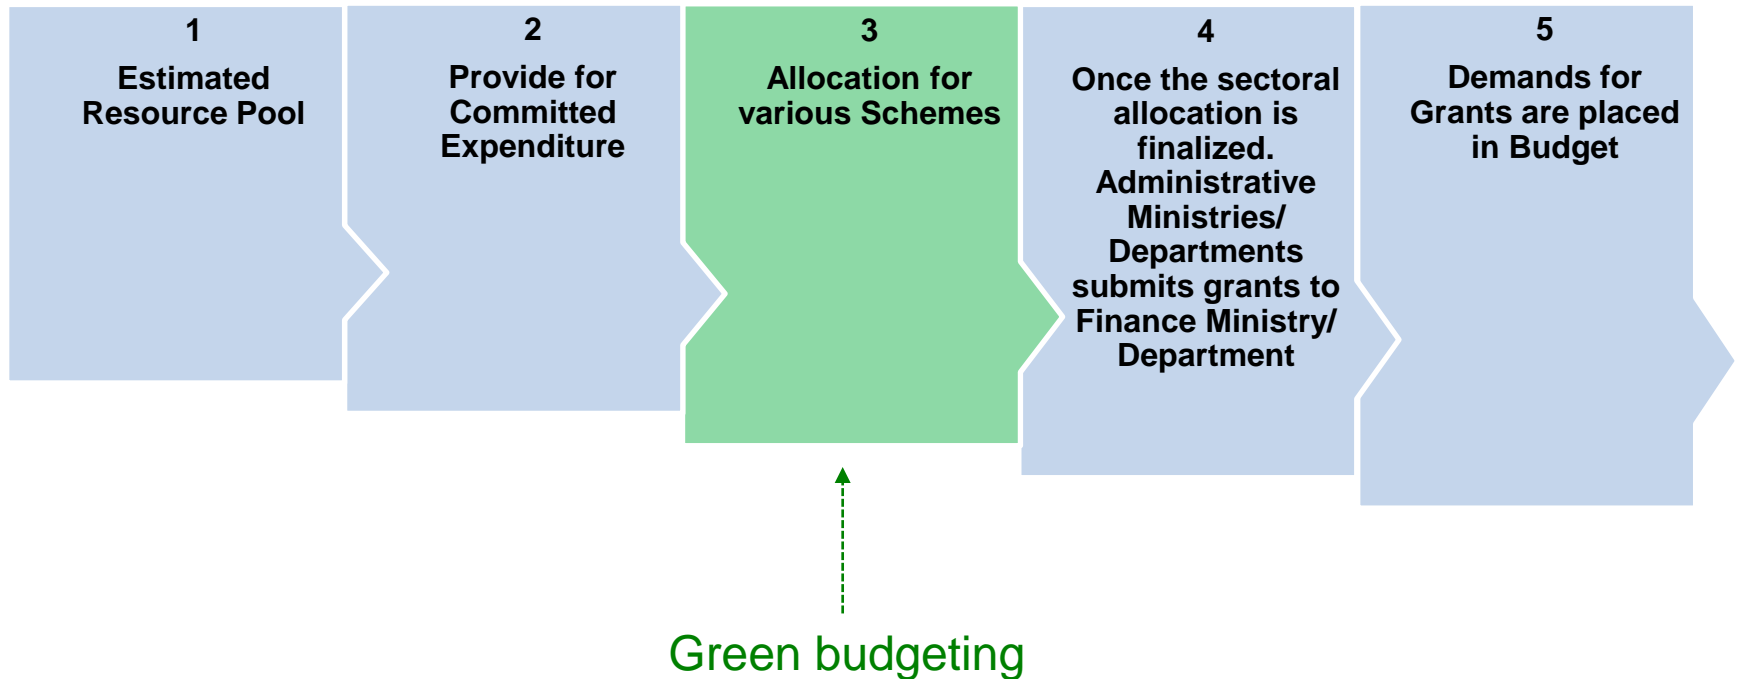 1
Estimated
Resource Pool
2
Provide for
Committed
Expenditure
3
Allocation for
various Schemes
4
Once the sectoral
allocation is
finalized.
Administrative
Ministries/
Departments
submits grants to
Finance Ministry/
Department
5
Demands for
Grants are placed
in Budget
Green budgeting